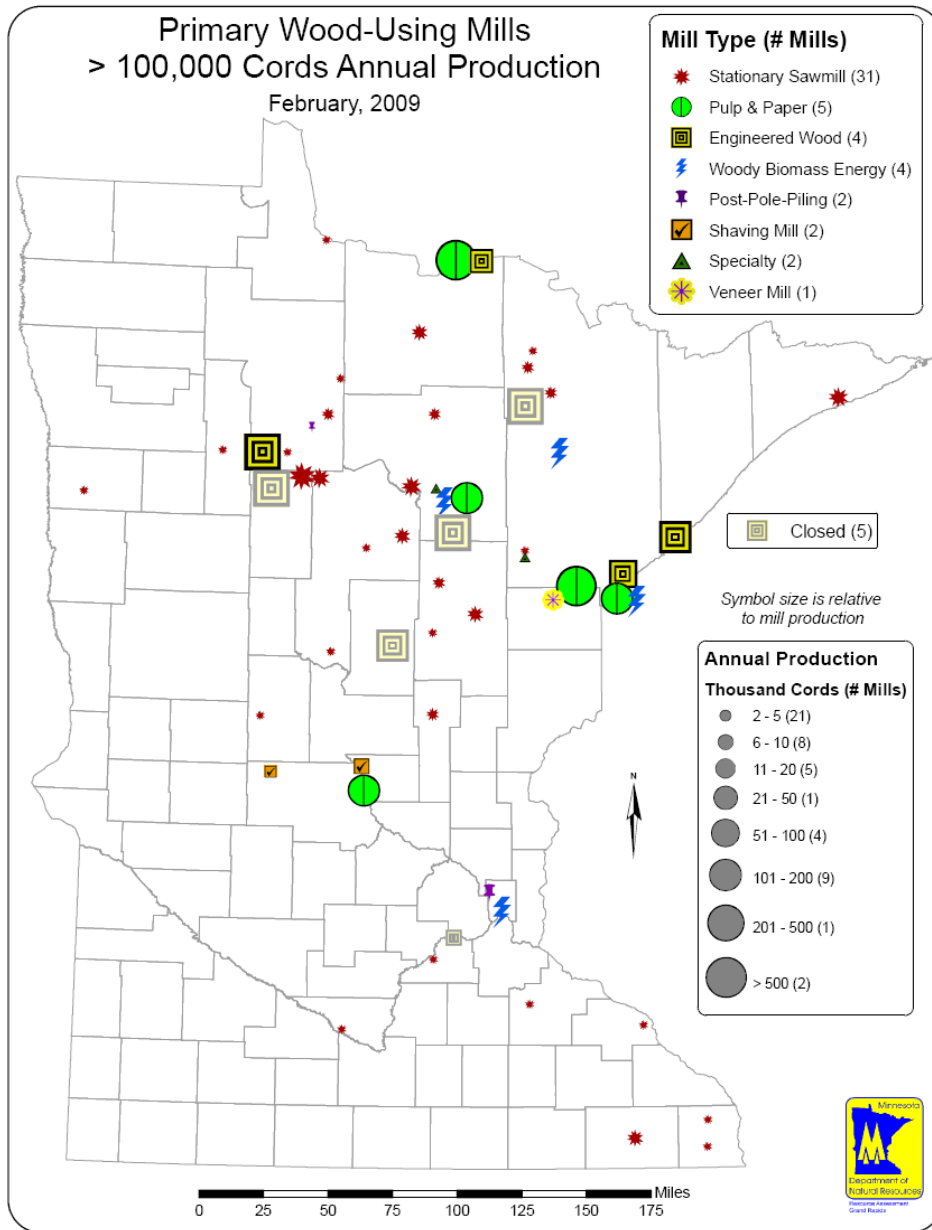 Primary Wood-Using Mills
> 100,000 Cords Annual Production
February, 2009
Mill Type (# Mills)
Stationary Sawmill (31)
Pulp & Paper (5)
Engineered Wood (4)
Woody Biomass Energy (4)
Post-Pole-Piling (2)
Shaving Mill (2)
Specialty (2)
Veneer Mill (1)
Closed (5)
Symbol size is relative
to mill production
Annual Production
Thousand Cords (# Mills)
2 - 5 (21)
6 - 10 (8)
11 - 20 (5)
21 - 50 (1)
51 - 100 (4)
101 - 200 (9)
201 - 500 (1)
> 500 (2)
N
Miles
0 25 50 75 100 125 150 175
Minnesota
Department of
Natural Resources
Resource Assessment
Grand Rapids